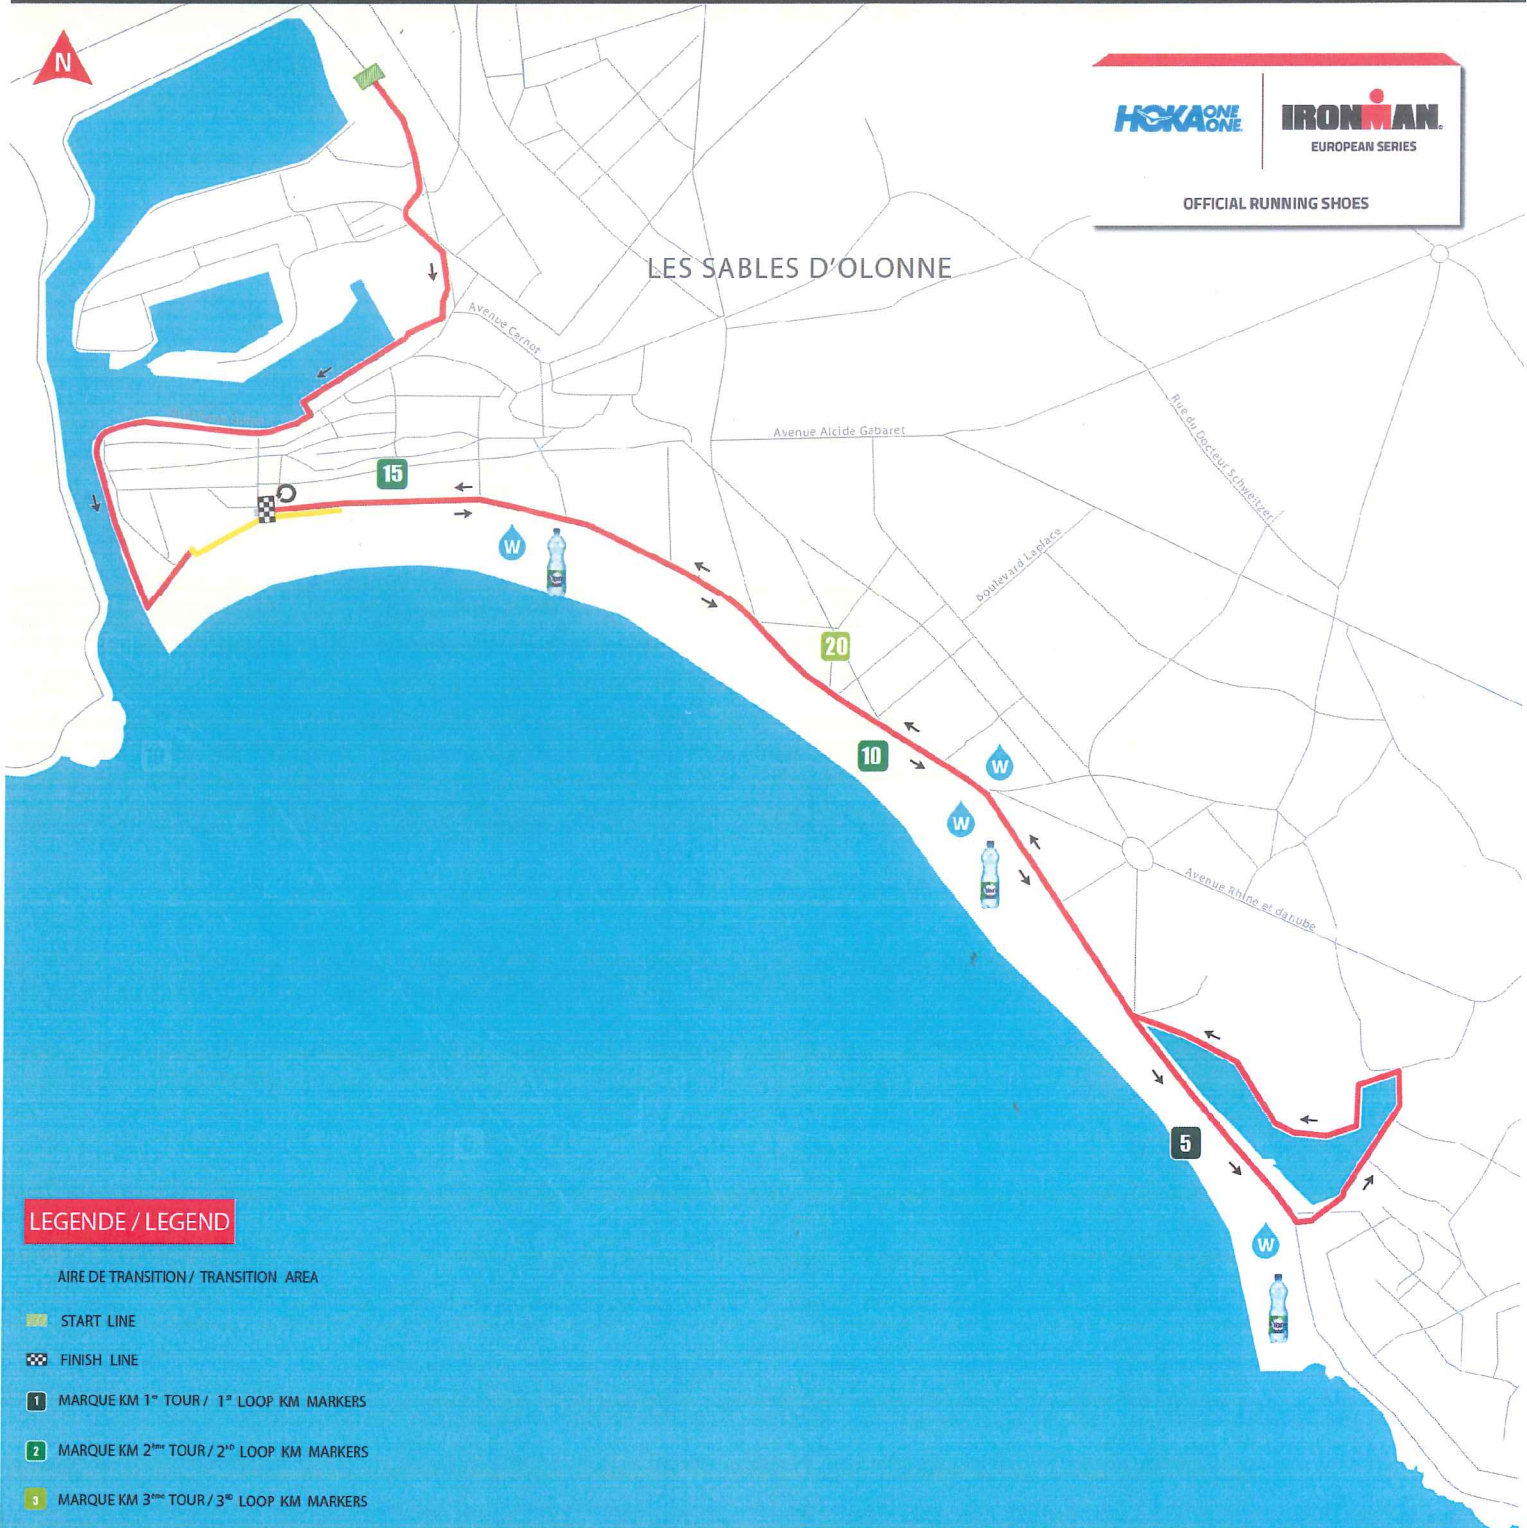 N
HOKA ONE ONE
IRONMAN
EUROPEAN SERIES
OFFICIAL RUNNING SHOES
LES SABLES D'OLONNE
Avenue Carnot
Avenue Alcide Gabaret
Rue du Docteur Schweitzer
15
W
Boulevard Laplace
20
10
W
W
Avenue Rhine et danube
5
W
LEGENDE / LEGEND
AIRE DE TRANSITION / TRANSITION AREA
START LINE
FINISH LINE
1 MARQUE KM 1er TOUR / 1st LOOP KM MARKERS
2 MARQUE KM 2ème TOUR / 2ND LOOP KM MARKERS
3 MARQUE KM 3ème TOUR / 3RD LOOP KM MARKERS